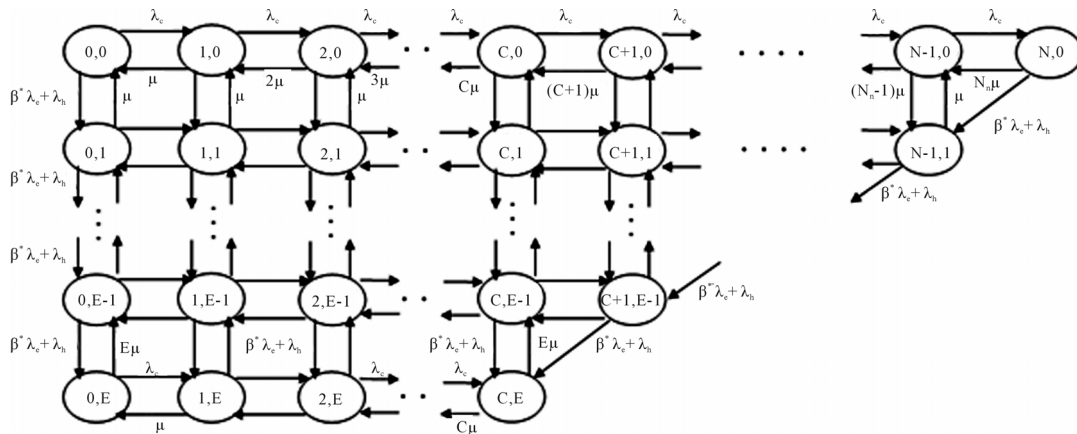 λc λc λc λc λc λc λc
0,0 1,0 2,0 · · C,0 C+1,0 · · · · N-1,0 N,0
μ 2μ 3μ Cμ (C+1)μ (Nn-1)μ Nnμ
β*λe+λh μ μ μ μ β*λe+λh
0,1 1,1 2,1 · · C,1 C+1,1 · · · · N-1,1
β*λe+λh β*λe+λh
β*λe+λh β*λe+λh
0,E-1 1,E-1 2,E-1 · · C,E-1 C+1,E-1
β*λe+λh Eμ β*λe+λh β*λe+λh Eμ β*λe+λh
λc λc λc
0,E 1,E 2,E · · C,E
μ Cμ